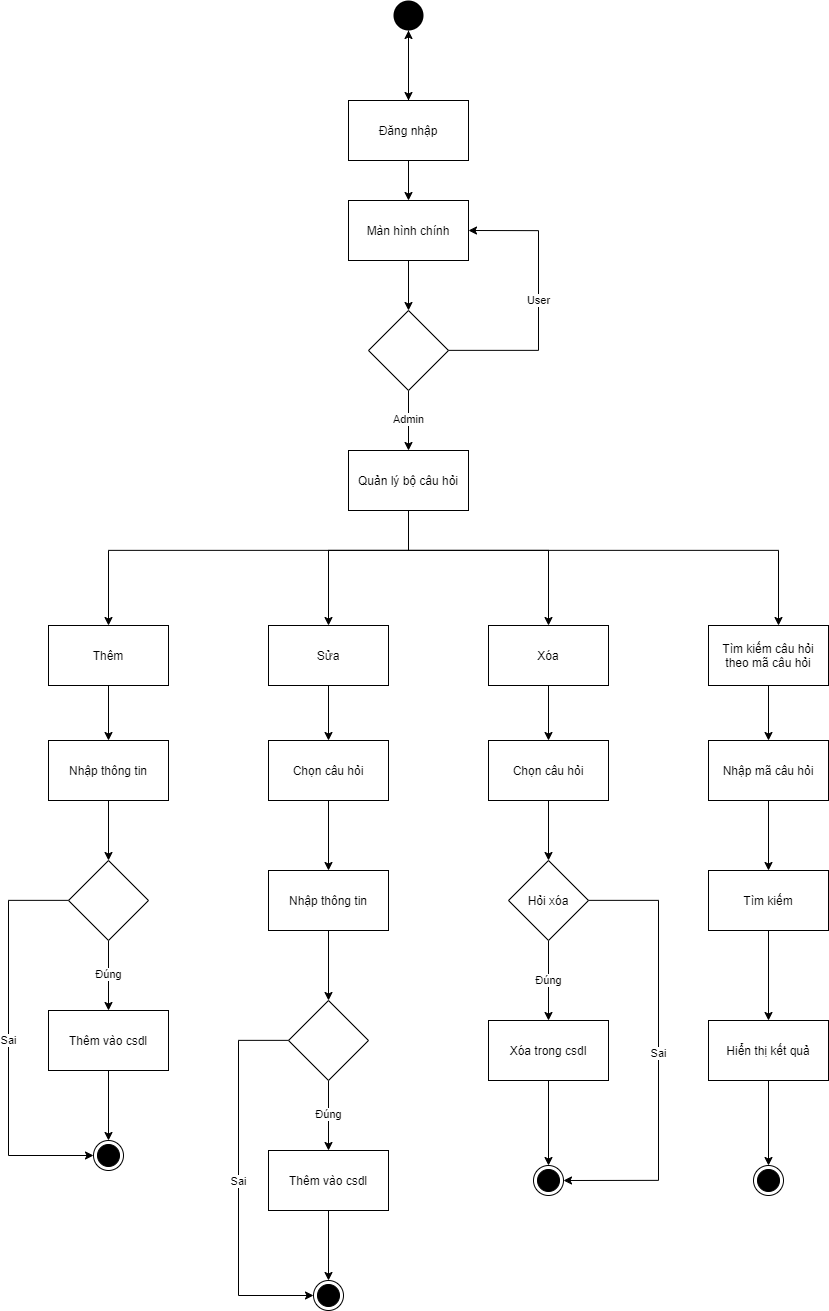 Đăng nhập
Màn hình chính
User
Admin
Quản lý bộ câu hỏi
Thêm
Sửa
Xóa
Tìm kiếm câu hỏi
theo mã câu hỏi
Nhập thông tin
Chọn câu hỏi
Chọn câu hỏi
Nhập mã câu hỏi
Nhập thông tin
Hỏi xóa
Tìm kiếm
Đúng
Đúng
Sai
Thêm vào csdl
Xóa trong csdl
Sai
Hiển thị kết quả
Đúng
Sai
Thêm vào csdl